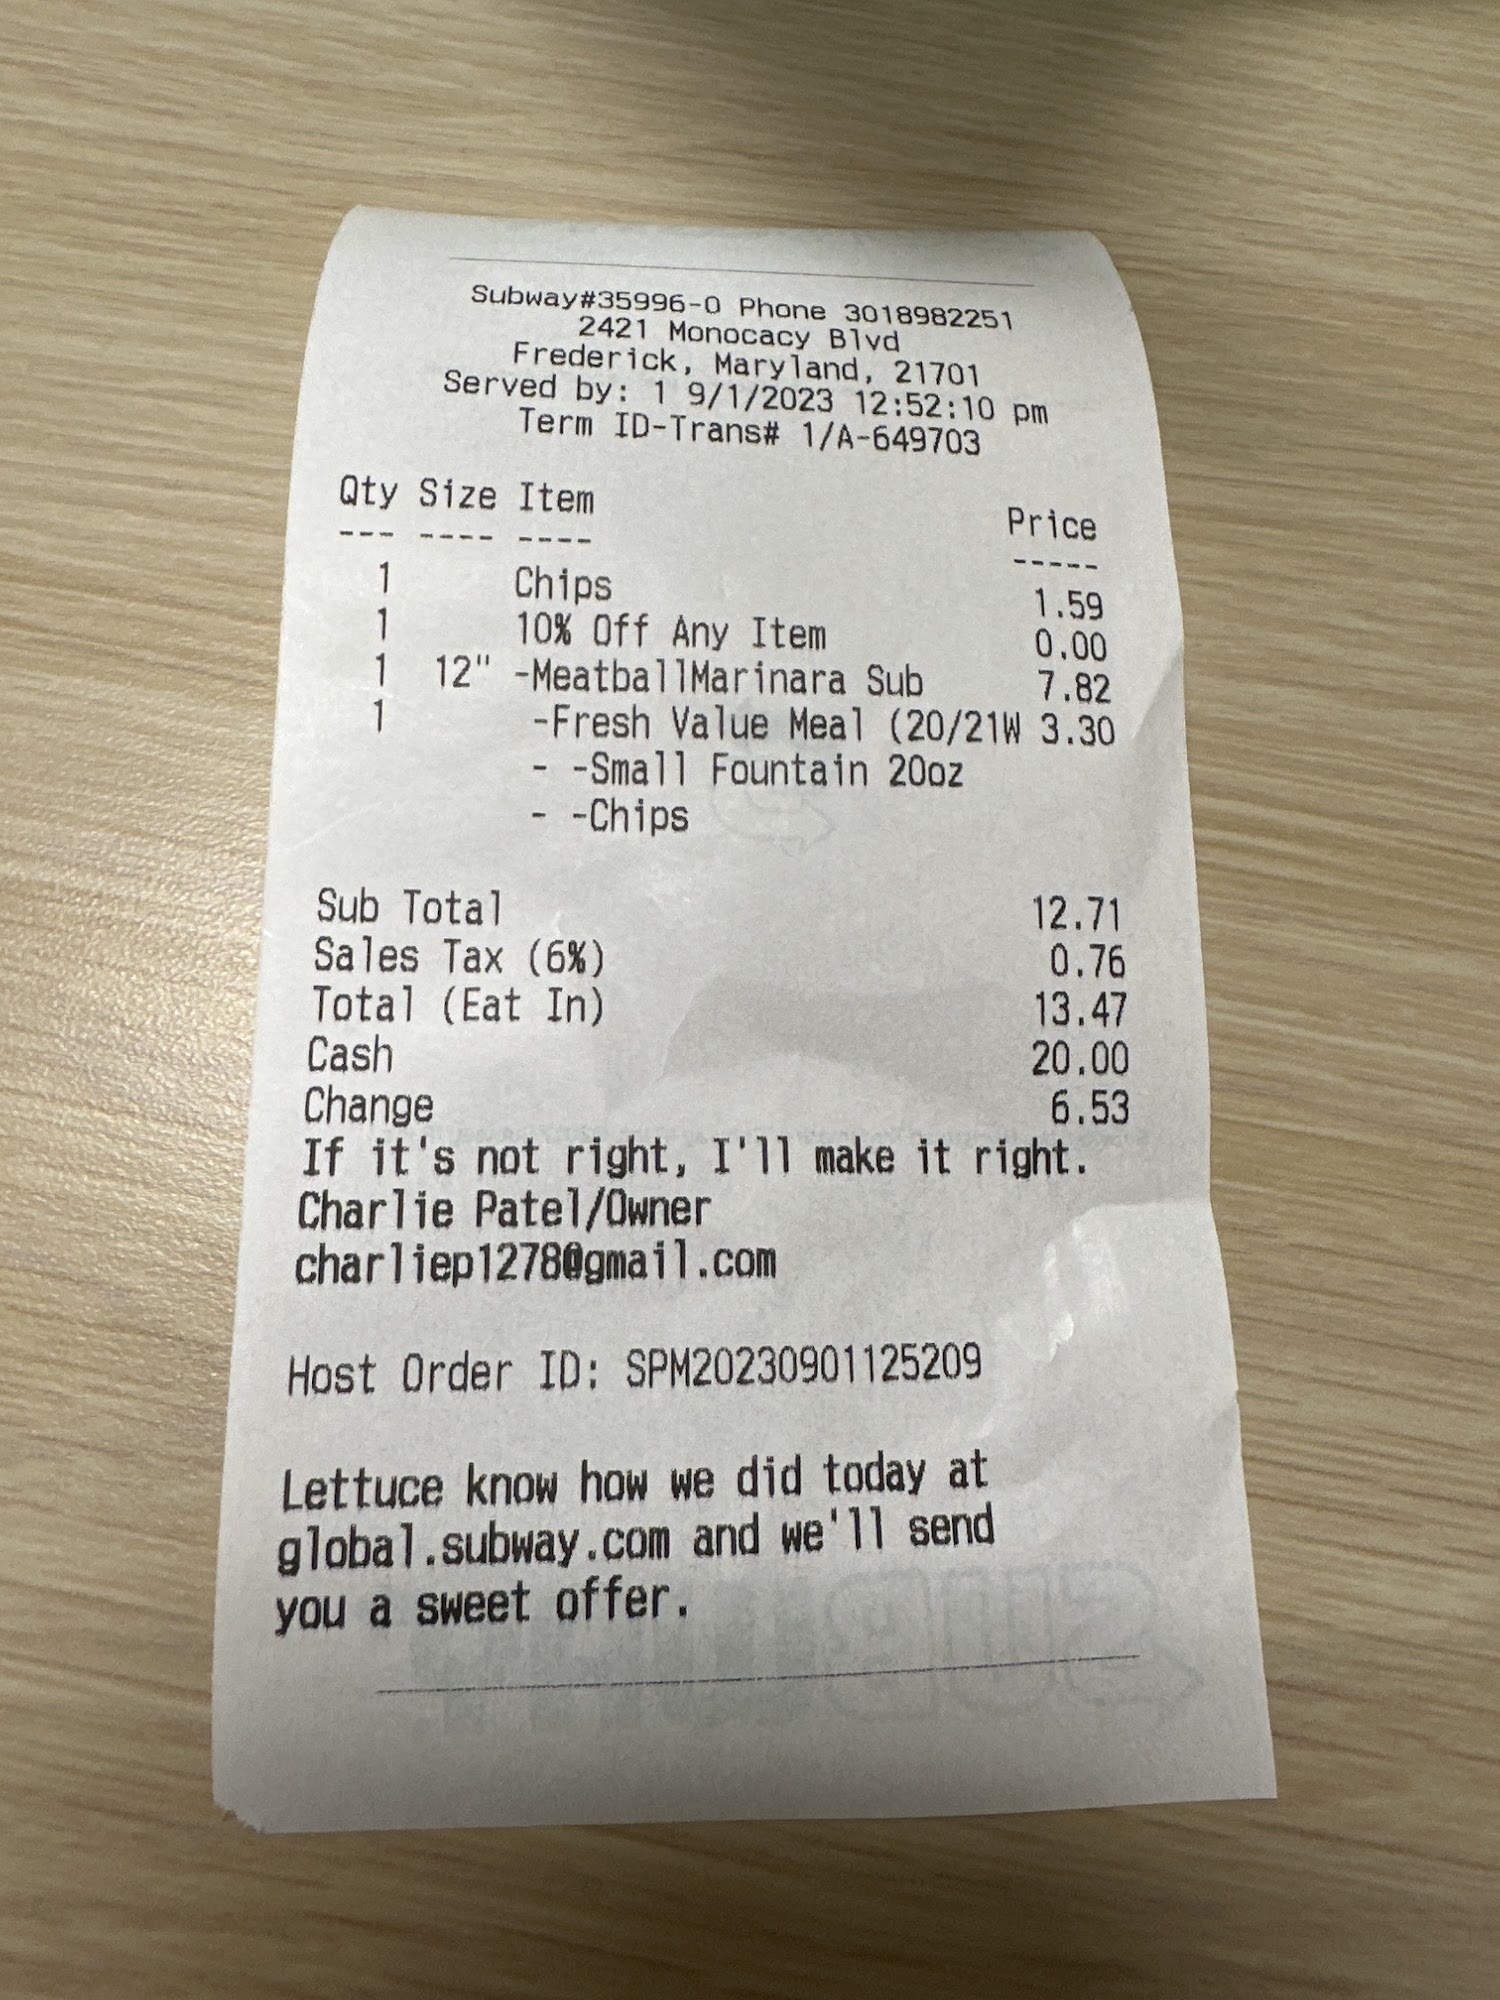 Subway#35996-0 Phone 3018982251
2421 Monocacy Blvd
Frederick, Maryland, 21701
Served by: 1 9/1/2023 12:52:10 pm
Term ID-Trans# 1/A-649703
Qty Size Item Price
--- ---- ---- -----
1 Chips 1.59
1 10% Off Any Item 0.00
1 12" -MeatballMarinara Sub 7.82
1 -Fresh Value Meal (20/21W 3.30
- -Small Fountain 20oz
- -Chips
Sub Total 12.71
Sales Tax (6%) 0.76
Total (Eat In) 13.47
Cash 20.00
Change 6.53
If it's not right, I'll make it right.
Charlie Patel/Owner
charliep1278@gmail.com
Host Order ID: SPM20230901125209
Lettuce know how we did today at
global.subway.com and we'll send
you a sweet offer.